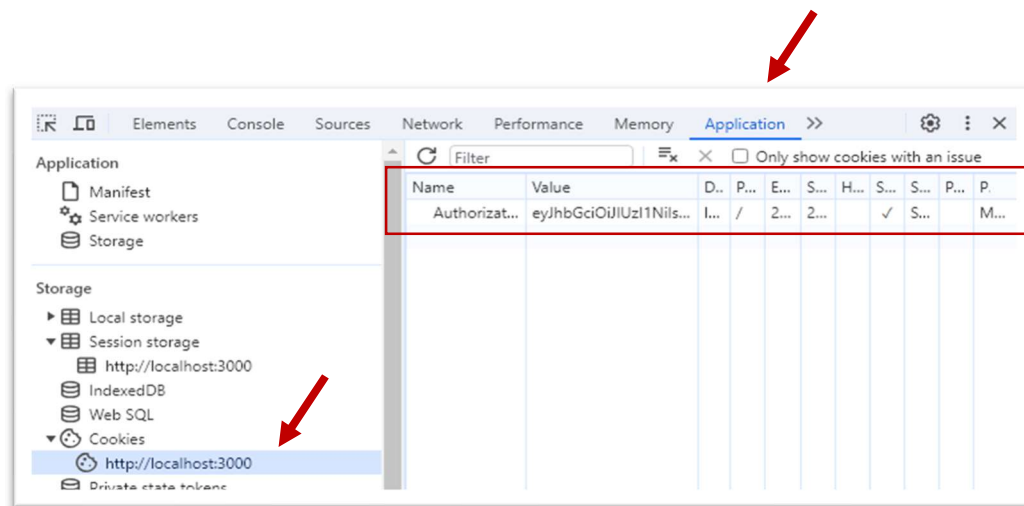 Elements Console Sources Network Performance Memory Application
Application
Manifest
Service workers
Storage
Storage
Local storage
Session storage
http://localhost:3000
IndexedDB
Web SQL
Cookies
http://localhost:3000
Private state tokens
Filter
Only show cookies with an issue
Name Value D.. P... E... S... H... S... S... P... P.
Authorizat... eyJhbGciOiJIUzI1NiIs... l... / 2... 2... ✓ S... M...